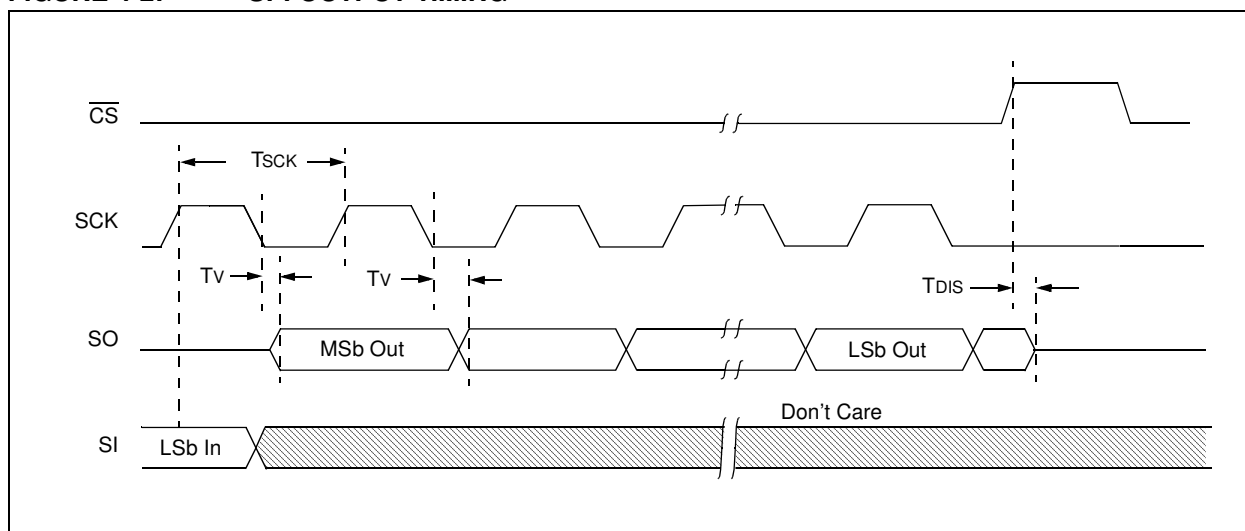 CS
TSCK
SCK
TV
TV
TDIS
SO
MSb Out
LSb Out
Don't Care
SI
LSb In